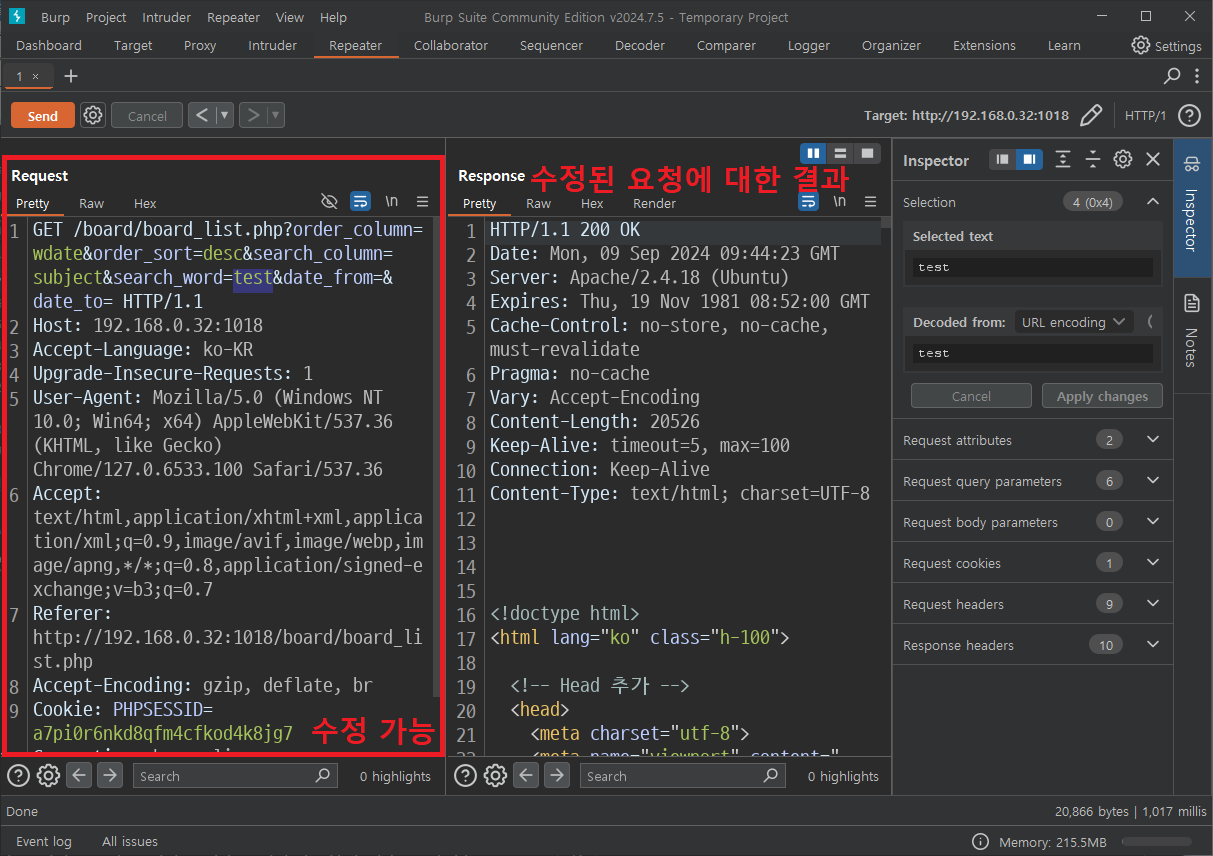 Burp Project Intruder Repeater View Help
Burp Suite Community Edition v2024.7.5 - Temporary Project
Dashboard Target Proxy Intruder Repeater Collaborator Sequencer Decoder Comparer Logger Organizer Extensions Learn
Settings
1 ×
Send Cancel
Target: http://192.168.0.32:1018
HTTP/1
Request
Pretty Raw Hex
\n
1 GET /board/board_list.php?order_column=
wdate&order_sort=desc&search_column=
subject&search_word=test&date_from=&
date_to= HTTP/1.1
2 Host: 192.168.0.32:1018
3 Accept-Language: ko-KR
4 Upgrade-Insecure-Requests: 1
5 User-Agent: Mozilla/5.0 (Windows NT
10.0; Win64; x64) AppleWebKit/537.36
(KHTML, like Gecko)
Chrome/127.0.6533.100 Safari/537.36
6 Accept:
text/html,application/xhtml+xml,applica
tion/xml;q=0.9,image/avif,image/webp,im
age/apng,*/*;q=0.8,application/signed-e
xchange;v=b3;q=0.7
7 Referer:
http://192.168.0.32:1018/board/board_li
st.php
8 Accept-Encoding: gzip, deflate, br
9 Cookie: PHPSESSID=
a7pi0r6nkd8qfm4cfkod4k8jg7
수정 가능
Search
0 highlights
Response
수정된 요청에 대한 결과
Pretty Raw Hex Render
\n
1 HTTP/1.1 200 OK
2 Date: Mon, 09 Sep 2024 09:44:23 GMT
3 Server: Apache/2.4.18 (Ubuntu)
4 Expires: Thu, 19 Nov 1981 08:52:00 GMT
5 Cache-Control: no-store, no-cache,
must-revalidate
6 Pragma: no-cache
7 Vary: Accept-Encoding
8 Content-Length: 20526
9 Keep-Alive: timeout=5, max=100
10 Connection: Keep-Alive
11 Content-Type: text/html; charset=UTF-8
12
13
14
15
16 <!doctype html>
17 <html lang="ko" class="h-100">
18
19 <!-- Head 추가 -->
20 <head>
21 <meta charset="utf-8">
22 <meta name="viewport" content="
Search
0 highlights
Inspector
Selection 4 (0x4)
Selected text
test
Decoded from: URL encoding
test
Cancel Apply changes
Request attributes 2
Request query parameters 6
Request body parameters 0
Request cookies 1
Request headers 9
Response headers 10
Inspector
Notes
Done
20,866 bytes | 1,017 millis
Event log All issues
Memory: 215.5MB